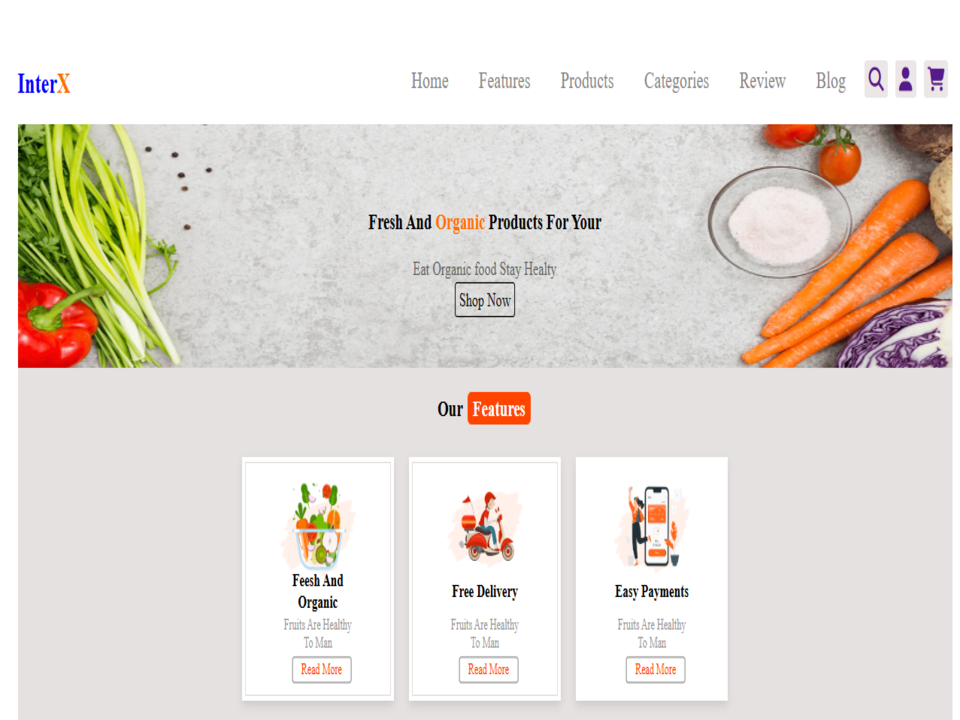 InterX
Home Features Products Categories Review Blog
Fresh And Organic Products For Your
Eat Organic food Stay Healty
Shop Now
Our Features
Feesh And
Organic
Fruits Are Healthy
To Man
Read More
Free Delivery
Fruits Are Healthy
To Man
Read More
Easy Payments
Fruits Are Healthy
To Man
Read More